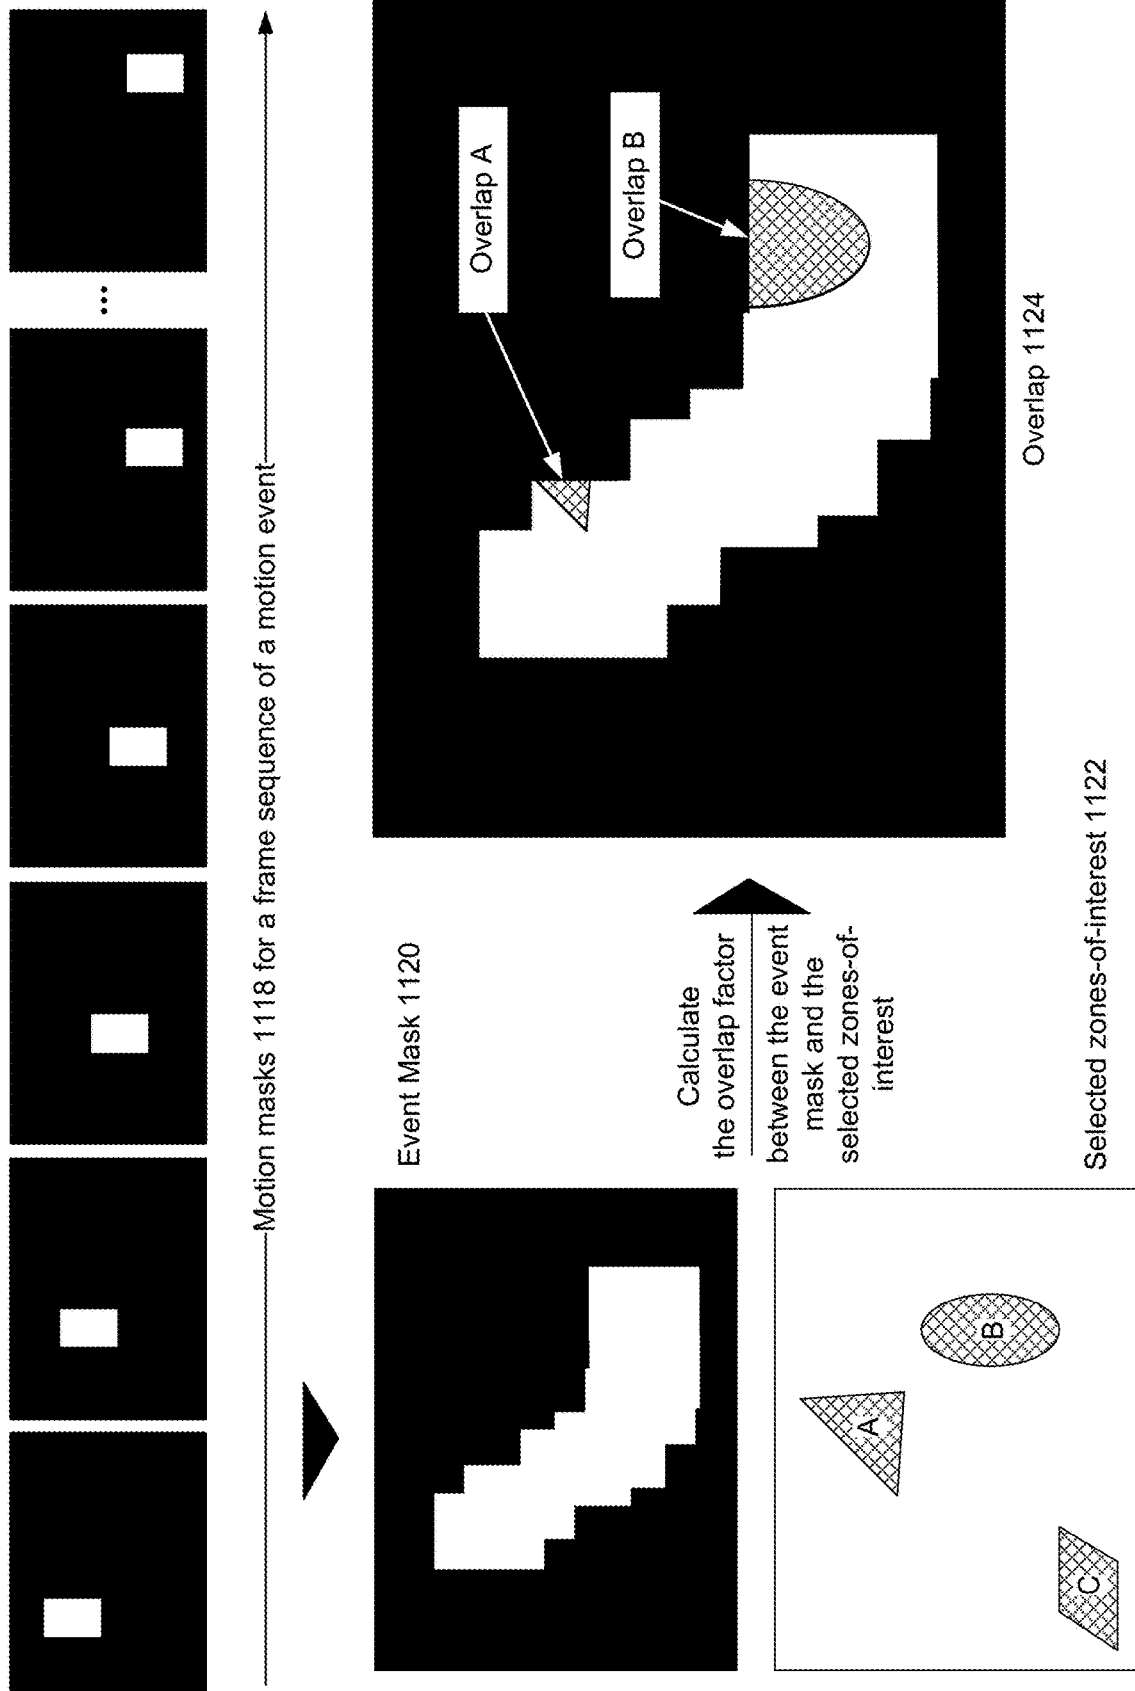 ...
Motion masks 1118 for a frame sequence of a motion event
Event Mask 1120
Calculate
the overlap factor
between the event
mask and the
selected zones-of-
interest
A
B
C
Selected zones-of-interest 1122
Overlap A
Overlap B
Overlap 1124